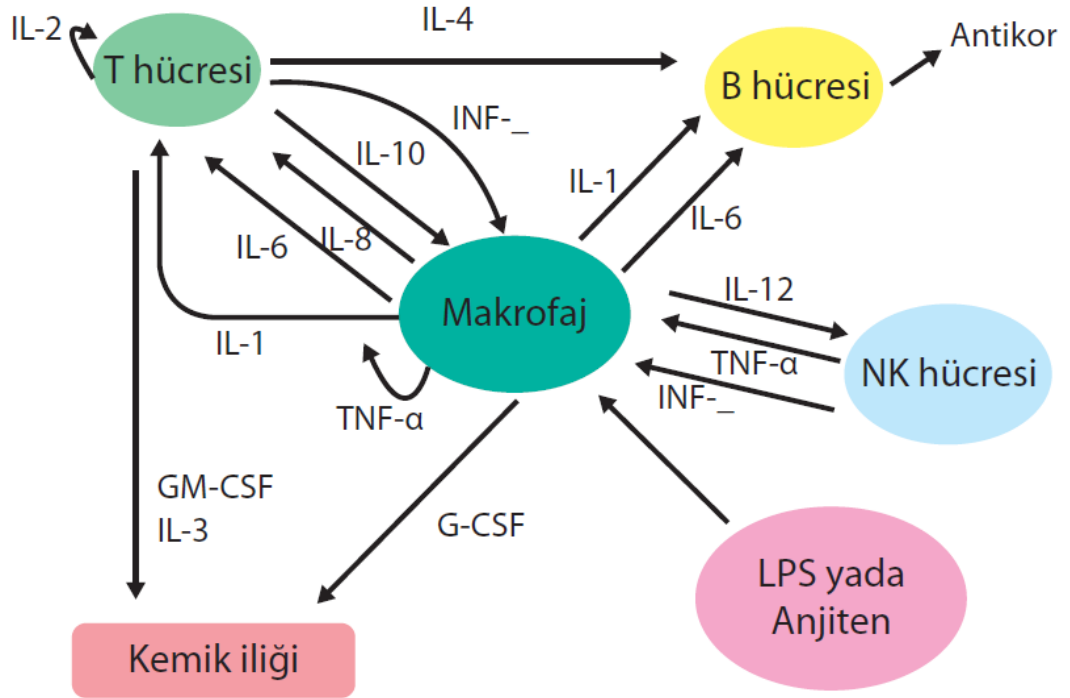 IL-2
T hücresi
IL-4
B hücresi
Antikor
INF-_
IL-10
IL-6
IL-8
IL-1
IL-1
IL-6
Makrofaj
IL-12
TNF-α
INF-_
NK hücresi
TNF-α
GM-CSF
IL-3
G-CSF
LPS yada
Anjiten
Kemik iliği